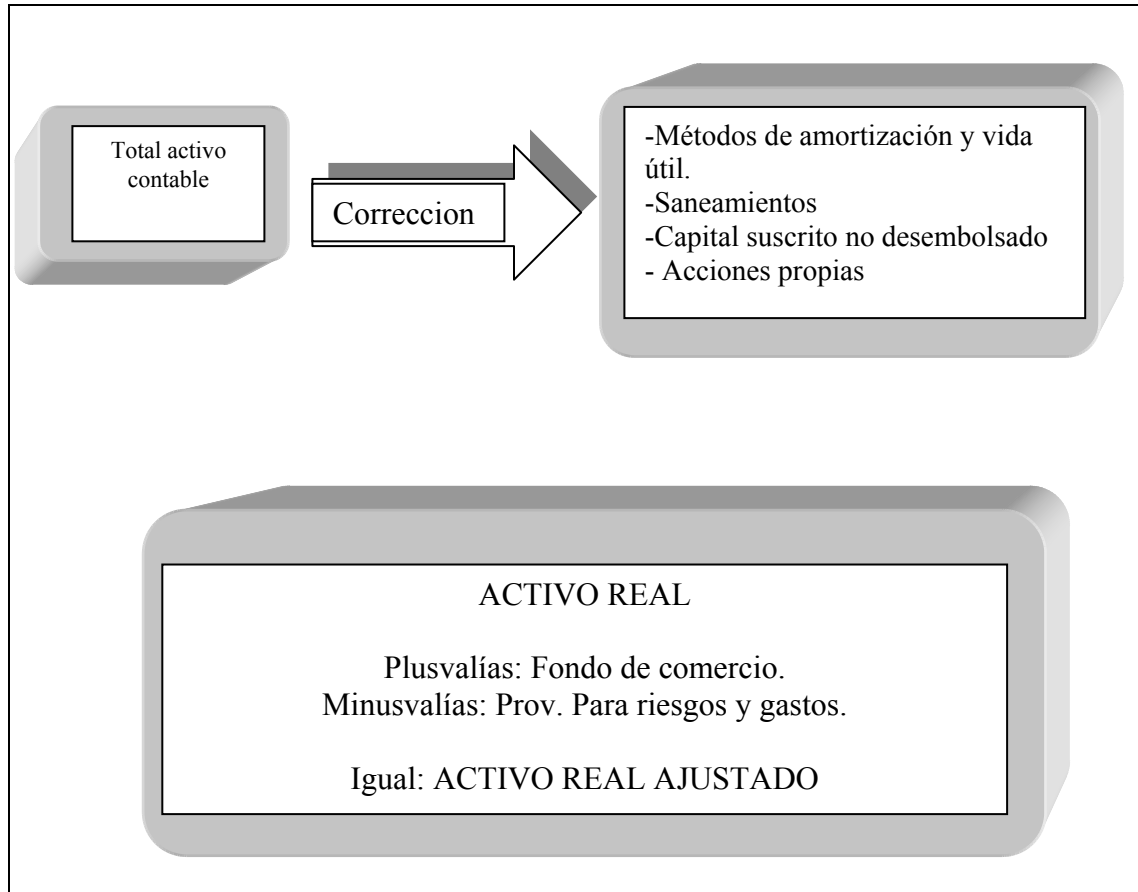 Total activo
contable
Correccion
-Métodos de amortización y vida
útil.
-Saneamientos
-Capital suscrito no desembolsado
- Acciones propias
ACTIVO REAL
Plusvalías: Fondo de comercio.
Minusvalías: Prov. Para riesgos y gastos.
Igual: ACTIVO REAL AJUSTADO